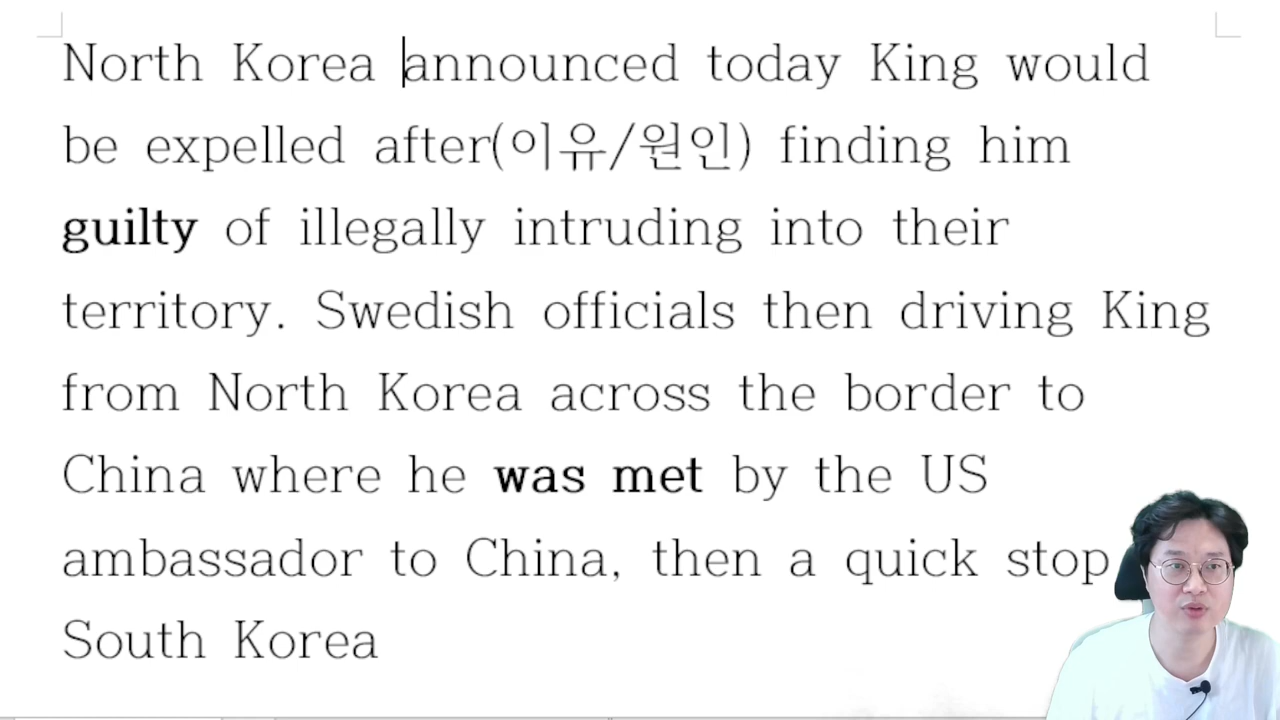 North Korea announced today King would
be expelled after(이유/원인) finding him
guilty of illegally intruding into their
territory. Swedish officials then driving King
from North Korea across the border to
China where he was met by the US
ambassador to China, then a quick stop
South Korea